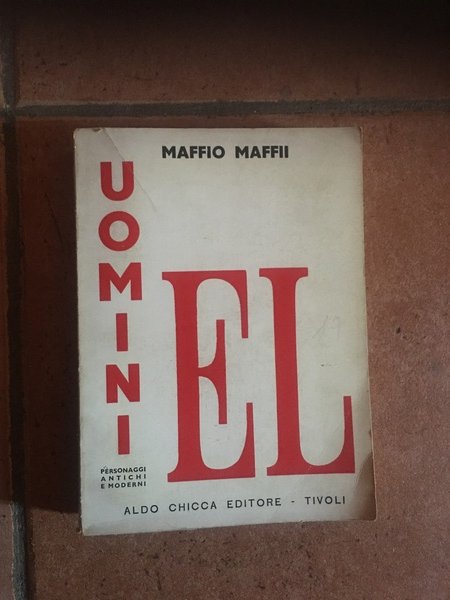 MAFFIO MAFFII
UOMINI
EL
PERSONAGGI
ANTICHI
E MODERNI
ALDO CHICCA EDITORE - TIVOLI